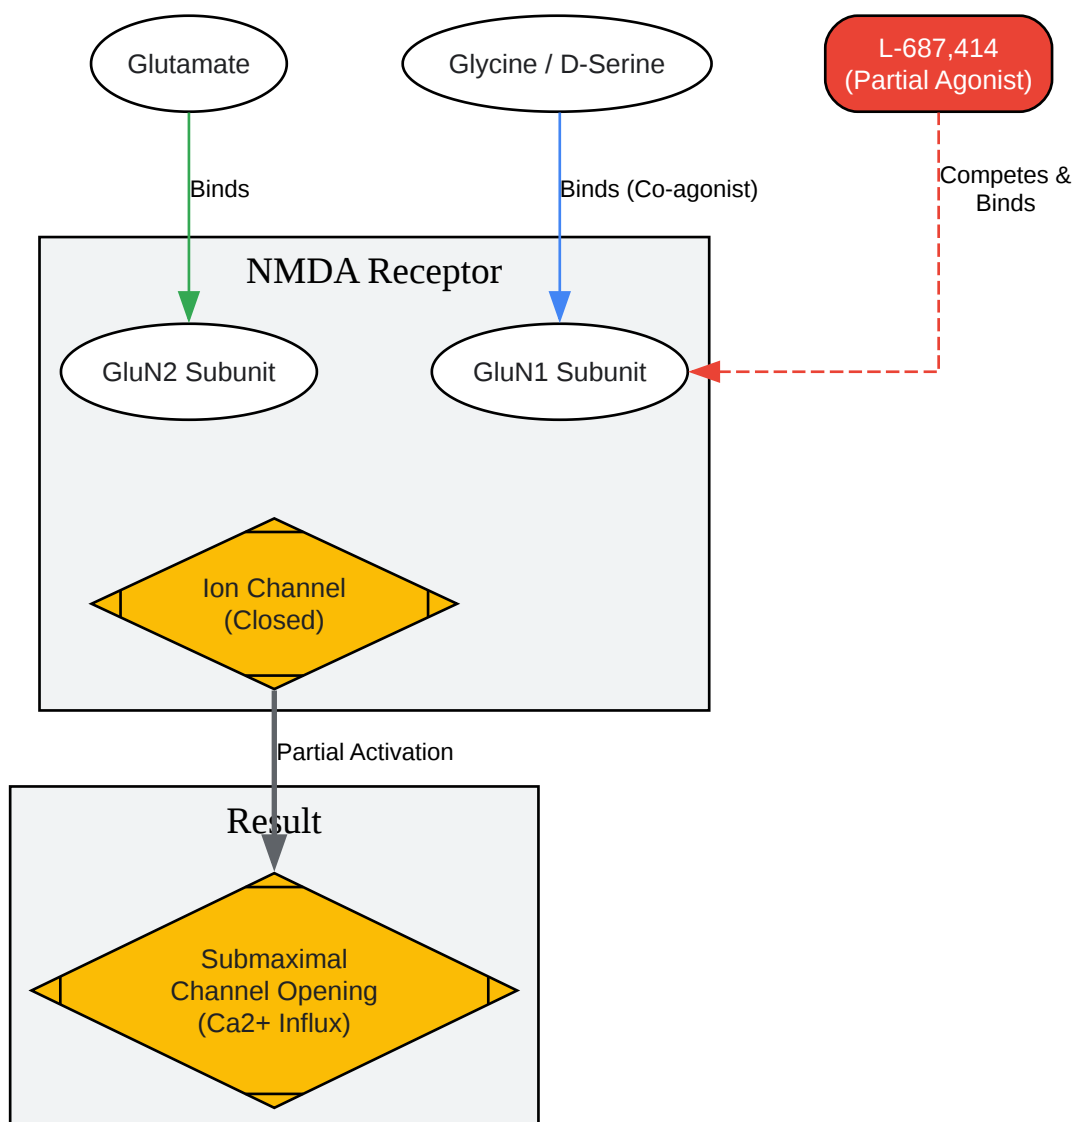 Glutamate
Glycine / D-Serine
L-687,414
(Partial Agonist)
Binds
Binds (Co-agonist)
Competes &
Binds
NMDA Receptor
GluN2 Subunit
GluN1 Subunit
Ion Channel
(Closed)
Partial Activation
Result
Submaximal
Channel Opening
(Ca2+ Influx)